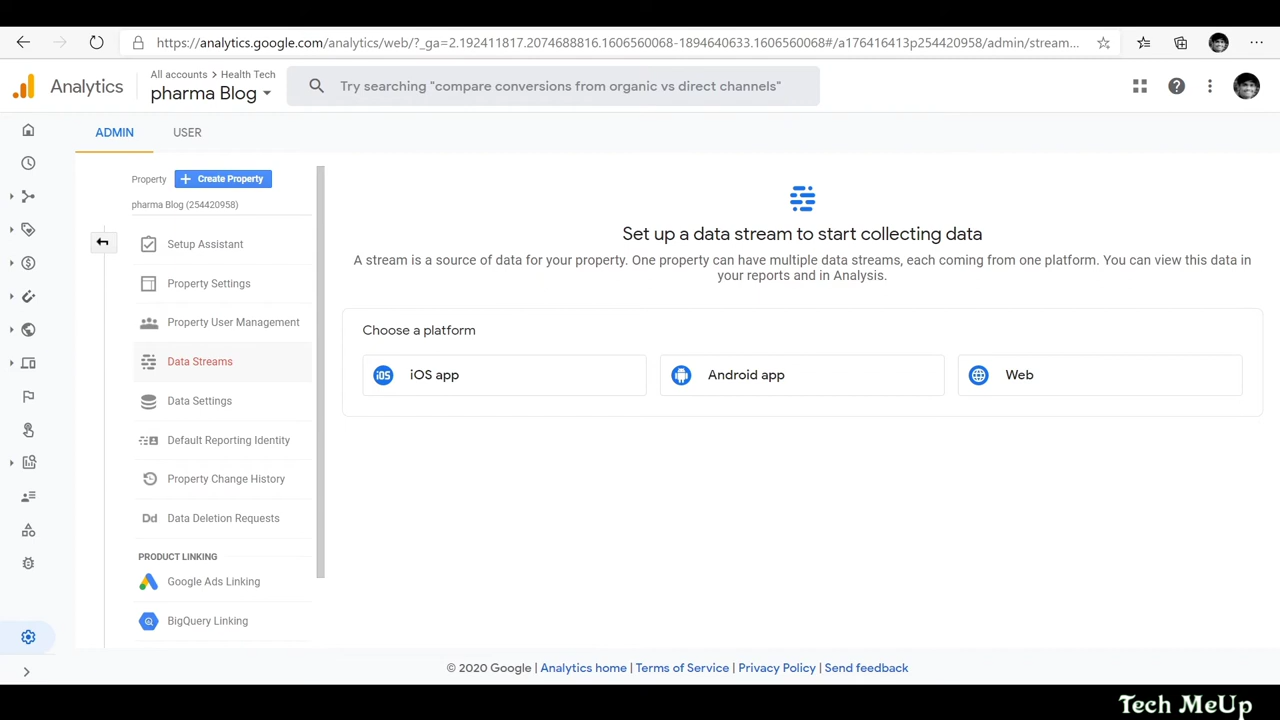 https://analytics.google.com/analytics/web/?_ga=2.192411817.2074688816.1606560068-1894640633.1606560068#/a176416413p254420958/admin/stream...
Analytics
All accounts > Health Tech
pharma Blog
Try searching "compare conversions from organic vs direct channels"
ADMIN
USER
Property
+ Create Property
pharma Blog (254420958)
Setup Assistant
Property Settings
Property User Management
Data Streams
Data Settings
Default Reporting Identity
Property Change History
Dd Data Deletion Requests
PRODUCT LINKING
Google Ads Linking
BigQuery Linking
Set up a data stream to start collecting data
A stream is a source of data for your property. One property can have multiple data streams, each coming from one platform. You can view this data in
your reports and in Analysis.
Choose a platform
iOS iOS app
Android app
Web
© 2020 Google | Analytics home | Terms of Service | Privacy Policy | Send feedback
Tech MeUp